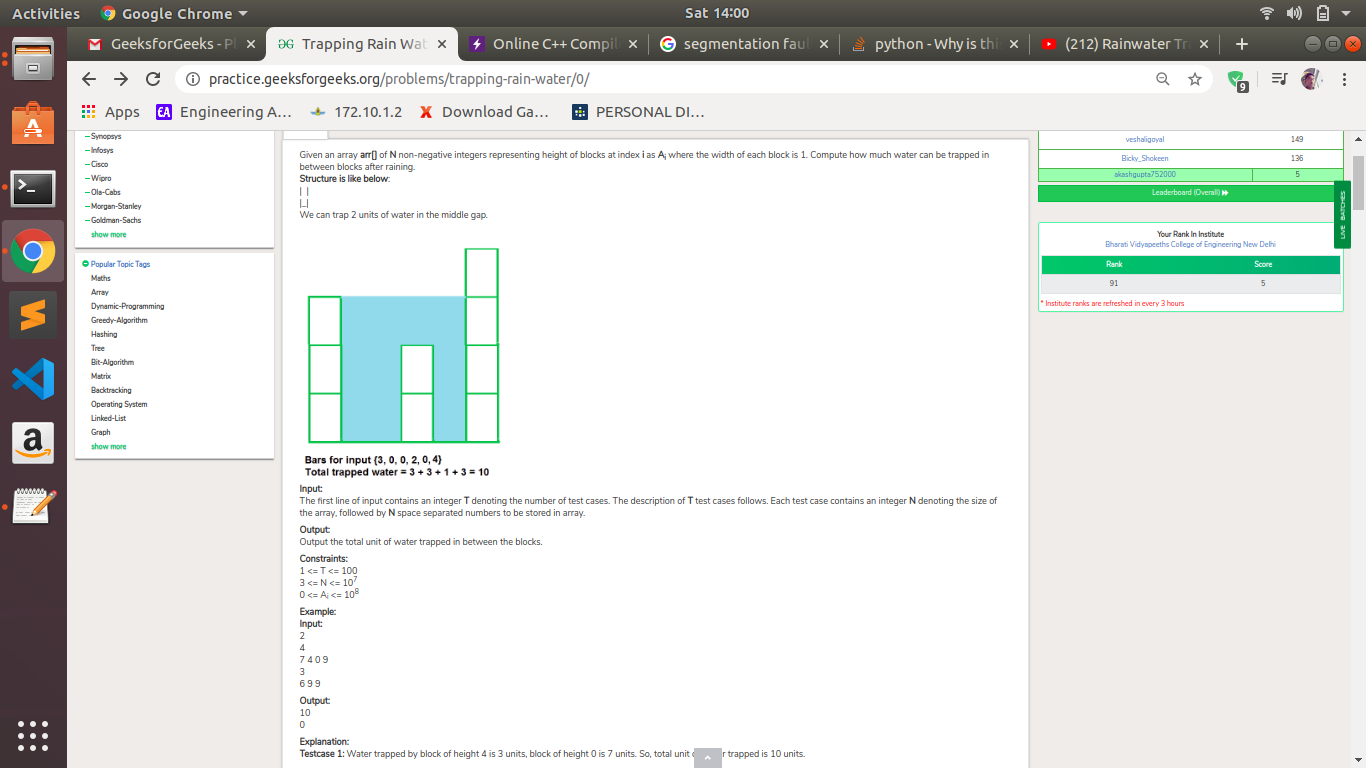 Activities
Google Chrome
Sat 14:00
GeeksforGeeks - Pl
Trapping Rain Wat
Online C++ Compil
segmentation faul
python - Why is thi
(212) Rainwater Tr
practice.geeksforgeeks.org/problems/trapping-rain-water/0/
9
Apps
EA Engineering A...
172.10.1.2
Download Ga...
PERSONAL DI...
Synopsys
Infosys
Cisco
Wipro
Ola-Cabs
Morgan-Stanley
Goldman-Sachs
show more
Popular Topic Tags
Maths
Array
Dynamic-Programming
Greedy-Algorithm
Hashing
Tree
Bit-Algorithm
Matrix
Backtracking
Operating System
Linked-List
Graph
show more
Given an array arr[] of N non-negative integers representing height of blocks at index i as Ai where the width of each block is 1. Compute how much water can be trapped in
between blocks after raining.
Structure is like below:
| |
|_|
We can trap 2 units of water in the middle gap.
Bars for input {3, 0, 0, 2, 0, 4}
Total trapped water = 3 + 3 + 1 + 3 = 10
Input:
The first line of input contains an integer T denoting the number of test cases. The description of T test cases follows. Each test case contains an integer N denoting the size of
the array, followed by N space separated numbers to be stored in array.
Output:
Output the total unit of water trapped in between the blocks.
Constraints:
1 <= T <= 100
3 <= N <= 10^7
0 <= Ai <= 10^8
Example:
Input:
2
4
7 4 0 9
3
6 9 9
Output:
10
0
Explanation:
Testcase 1: Water trapped by block of height 4 is 3 units, block of height 0 is 7 units. So, total unit r trapped is 10 units.
veshaligoyal 149
Bicky_Shokeen 136
akashgupta752000 5
Leaderboard (Overall)
LIVE BATCHES
Your Rank In Institute
Bharati Vidyapeeths College of Engineering New Delhi
Rank Score
91 5
* Institute ranks are refreshed in every 3 hours